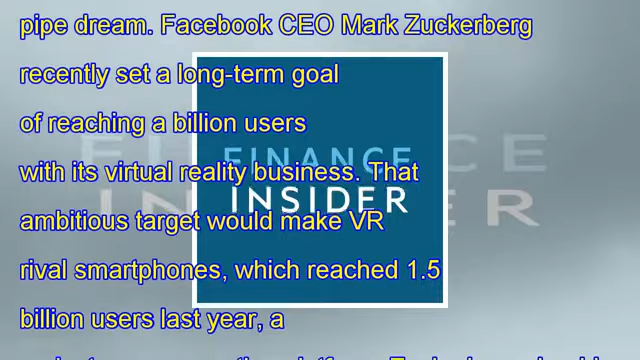 pipe dream. Facebook CEO Mark Zuckerberg
recently set a long-term goal
of reaching a billion users
with its virtual reality business. That
ambitious target would make VR
rival smartphones, which reached 1.5
billion users last year, a
FINANCE
INSIDER